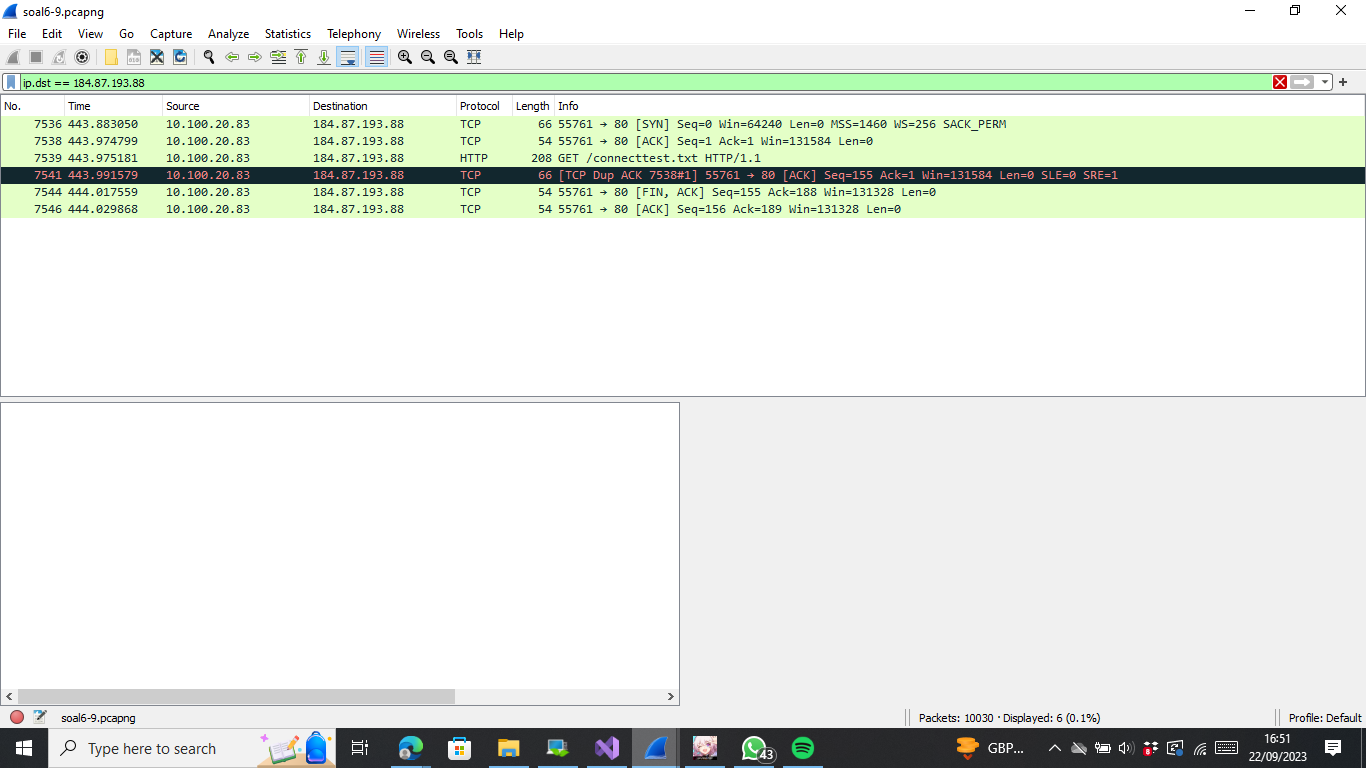 soal6-9.pcapng
File Edit View Go Capture Analyze Statistics Telephony Wireless Tools Help
ip.dst == 184.87.193.88
No. Time Source Destination Protocol Length Info
7536 443.883050 10.100.20.83 184.87.193.88 TCP 66 55761 → 80 [SYN] Seq=0 Win=64240 Len=0 MSS=1460 WS=256 SACK_PERM
7538 443.974799 10.100.20.83 184.87.193.88 TCP 54 55761 → 80 [ACK] Seq=1 Ack=1 Win=131584 Len=0
7539 443.975181 10.100.20.83 184.87.193.88 HTTP 208 GET /connecttest.txt HTTP/1.1
7541 443.991579 10.100.20.83 184.87.193.88 TCP 66 [TCP Dup ACK 7538#1] 55761 → 80 [ACK] Seq=155 Ack=1 Win=131584 Len=0 SLE=0 SRE=1
7544 444.017559 10.100.20.83 184.87.193.88 TCP 54 55761 → 80 [FIN, ACK] Seq=155 Ack=188 Win=131328 Len=0
7546 444.029868 10.100.20.83 184.87.193.88 TCP 54 55761 → 80 [ACK] Seq=156 Ack=189 Win=131328 Len=0
soal6-9.pcapng
Packets: 10030 · Displayed: 6 (0.1%)
Profile: Default
Type here to search
43
GBP...
16:51
22/09/2023